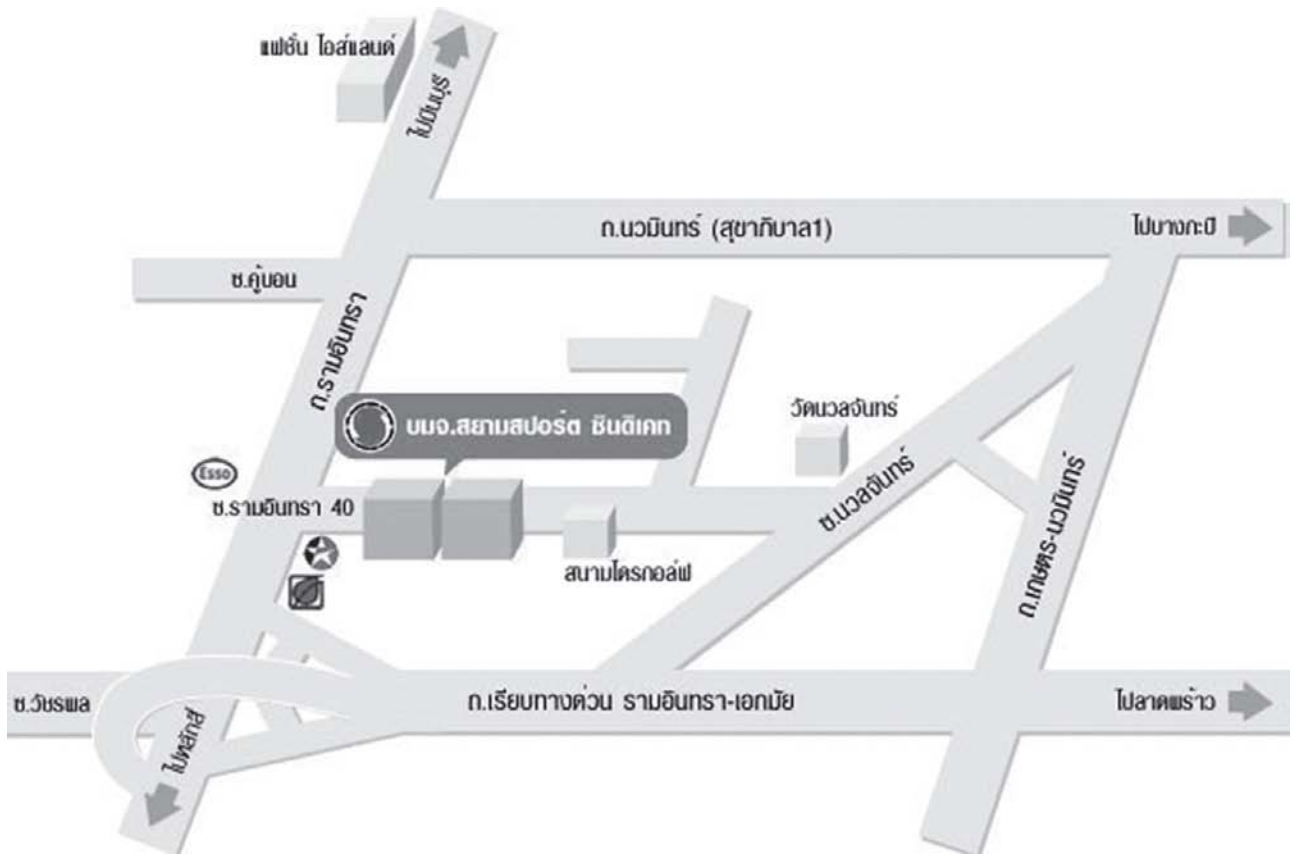 แฟชั่น ไอส์แลนด์
ไปมีนบุรี
ถ.นวมินทร์ (สุขาภิบาล1)
ไปบางกะปิ
ซ.คู้บอน
ถ.รามอินทรา
บมจ.สยามสปอร์ต ซินดิเคท
วัดนวลจันทร์
Esso
ซ.รามอินทรา 40
ซ.นวลจันทร์
สนามไดรกอล์ฟ
ถ.เกษตร-นวมินทร์
ซ.วัชรพล
ถ.เรียบทางด่วน รามอินทรา-เอกมัย
ไปลาดพร้าว
ไปหลักสี่